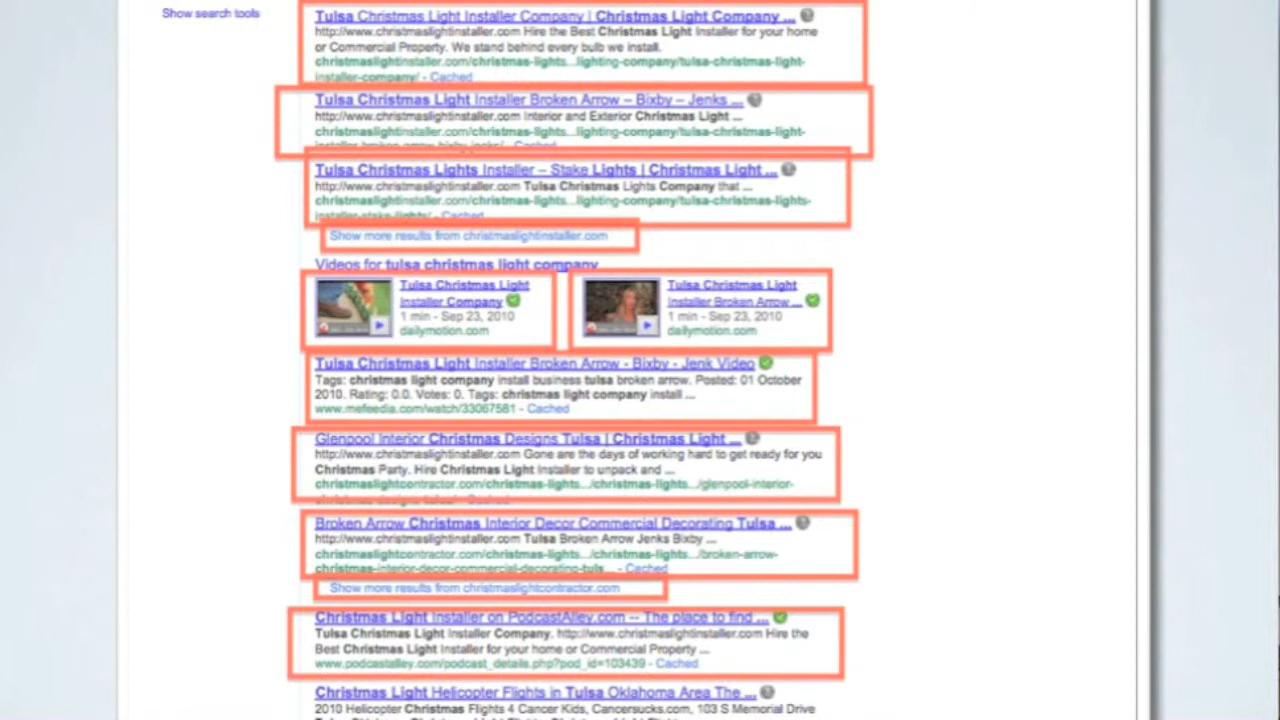 Show search tools
Tulsa Christmas Light Installer Company | Christmas Light Company ...
http://www.christmaslightinstaller.com Hire the Best Christmas Light Installer for your home
or Commercial Property. We stand behind every bulb we install.
christmaslightinstaller.com/christmas-lights...lighting-company/tulsa-christmas-light-
installer-company/ - Cached
Tulsa Christmas Light Installer Broken Arrow – Bixby – Jenks ...
http://www.christmaslightinstaller.com Interior and Exterior Christmas Light ...
christmaslightinstaller.com/christmas-lights...lighting-company/tulsa-christmas-light-
installer-broken-arrow-bixby-jenks/ - Cached
Tulsa Christmas Lights Installer – Stake Lights | Christmas Light ...
http://www.christmaslightinstaller.com Tulsa Christmas Lights Company that ...
christmaslightinstaller.com/christmas-lights...lighting-company/tulsa-christmas-lights-
installer-stake-lights/ - Cached
Show more results from christmaslightinstaller.com
Videos for tulsa christmas light company
Tulsa Christmas Light
Installer Company
1 min - Sep 23, 2010
dailymotion.com
Tulsa Christmas Light
Installer Broken Arrow ...
1 min - Sep 23, 2010
dailymotion.com
Tulsa Christmas Light Installer Broken Arrow - Bixby - Jenk Video
Tags: christmas light company install business tulsa broken arrow. Posted: 01 October
2010. Rating: 0.0. Votes: 0. Tags: christmas light company install ...
www.mefeedia.com/watch/33067581 - Cached
Glenpool Interior Christmas Designs Tulsa | Christmas Light ...
http://www.christmaslightinstaller.com Gone are the days of working hard to get ready for you
Christmas Party. Hire Christmas Light Installer to unpack and ...
christmaslightcontractor.com/christmas-lights.../christmas-lights.../glenpool-interior-
Broken Arrow Christmas Interior Decor Commercial Decorating Tulsa ...
http://www.christmaslightinstaller.com Tulsa Broken Arrow Jenks Bixby ...
christmaslightcontractor.com/christmas-lights.../christmas-lights.../broken-arrow-
christmas-interior-decor-commercial-decorating-tuls... - Cached
Show more results from christmaslightcontractor.com
Christmas Light Installer on PodcastAlley.com -- The place to find ...
Tulsa Christmas Light Installer Company. http://www.christmaslightinstaller.com Hire the
Best Christmas Light Installer for your home or Commercial Property ...
www.podcastalley.com/podcast_details.php?pod_id=103439 - Cached
Christmas Light Helicopter Flights in Tulsa Oklahoma Area The ...
2010 Helicopter Christmas Flights 4 Cancer Kids, Cancersucks.com, 103 S Memorial Drive